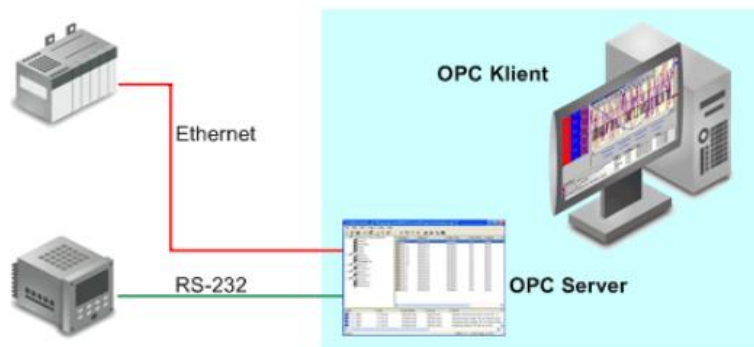 OPC Klient
Ethernet
RS-232
OPC Server